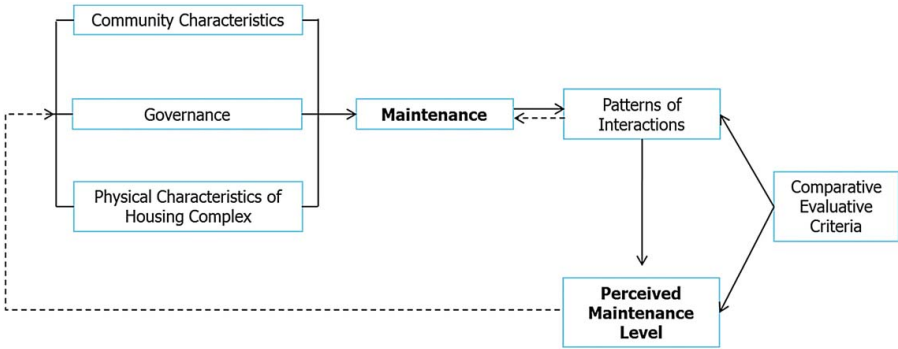 Community Characteristics
Governance
Physical Characteristics of
Housing Complex
Maintenance
Patterns of
Interactions
Comparative
Evaluative
Criteria
Perceived
Maintenance
Level